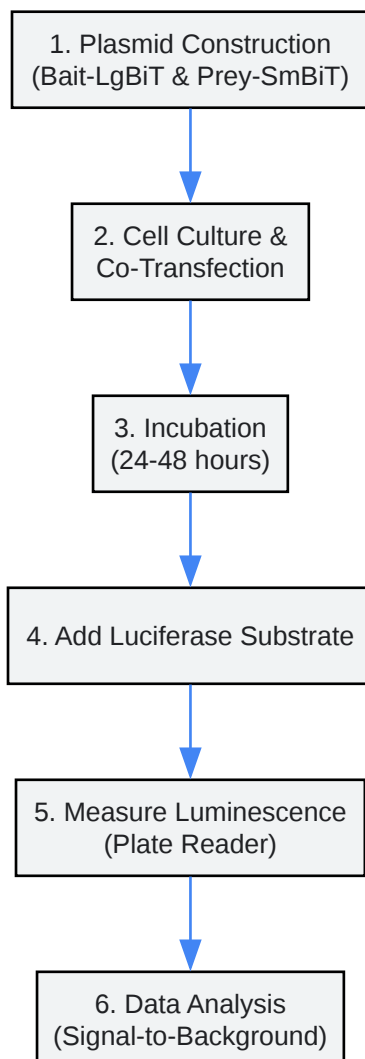 1. Plasmid Construction
(Bait-LgBiT & Prey-SmBiT)
2. Cell Culture &
Co-Transfection
3. Incubation
(24-48 hours)
4. Add Luciferase Substrate
5. Measure Luminescence
(Plate Reader)
6. Data Analysis
(Signal-to-Background)